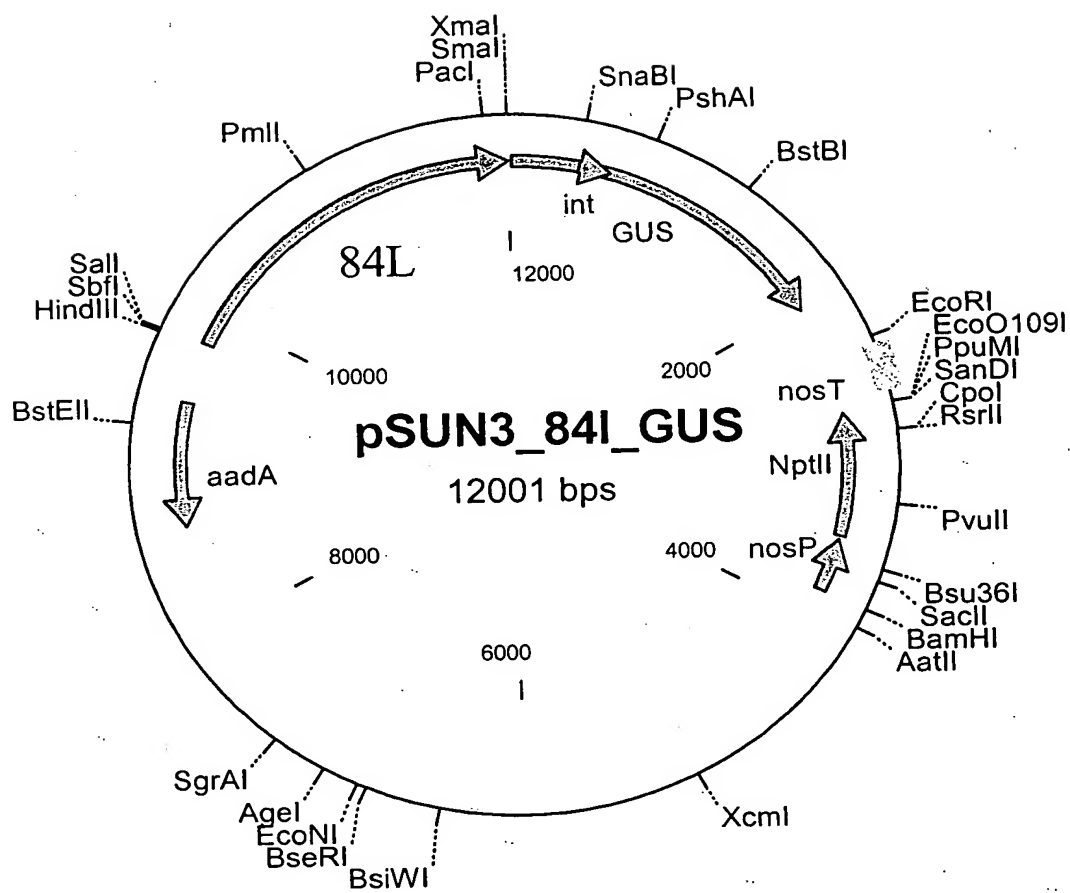 XmaI
SmaI
PacI
SnaBI
PshAI
PmlI
BstBI
int
GUS
84L
12000
SalI
SbfI
HindIII
EcoRI
EcoO109I
PpuMI
SanDI
CpoI
RsrII
10000
2000
nosT
BstEII
pSUN3_84l_GUS
12001 bps
aadA
NptII
PvuII
8000
4000
nosP
Bsu36I
SacII
BamHI
AatII
6000
SgrAI
AgeI
EcoNI
BseRI
BsiWI
XcmI